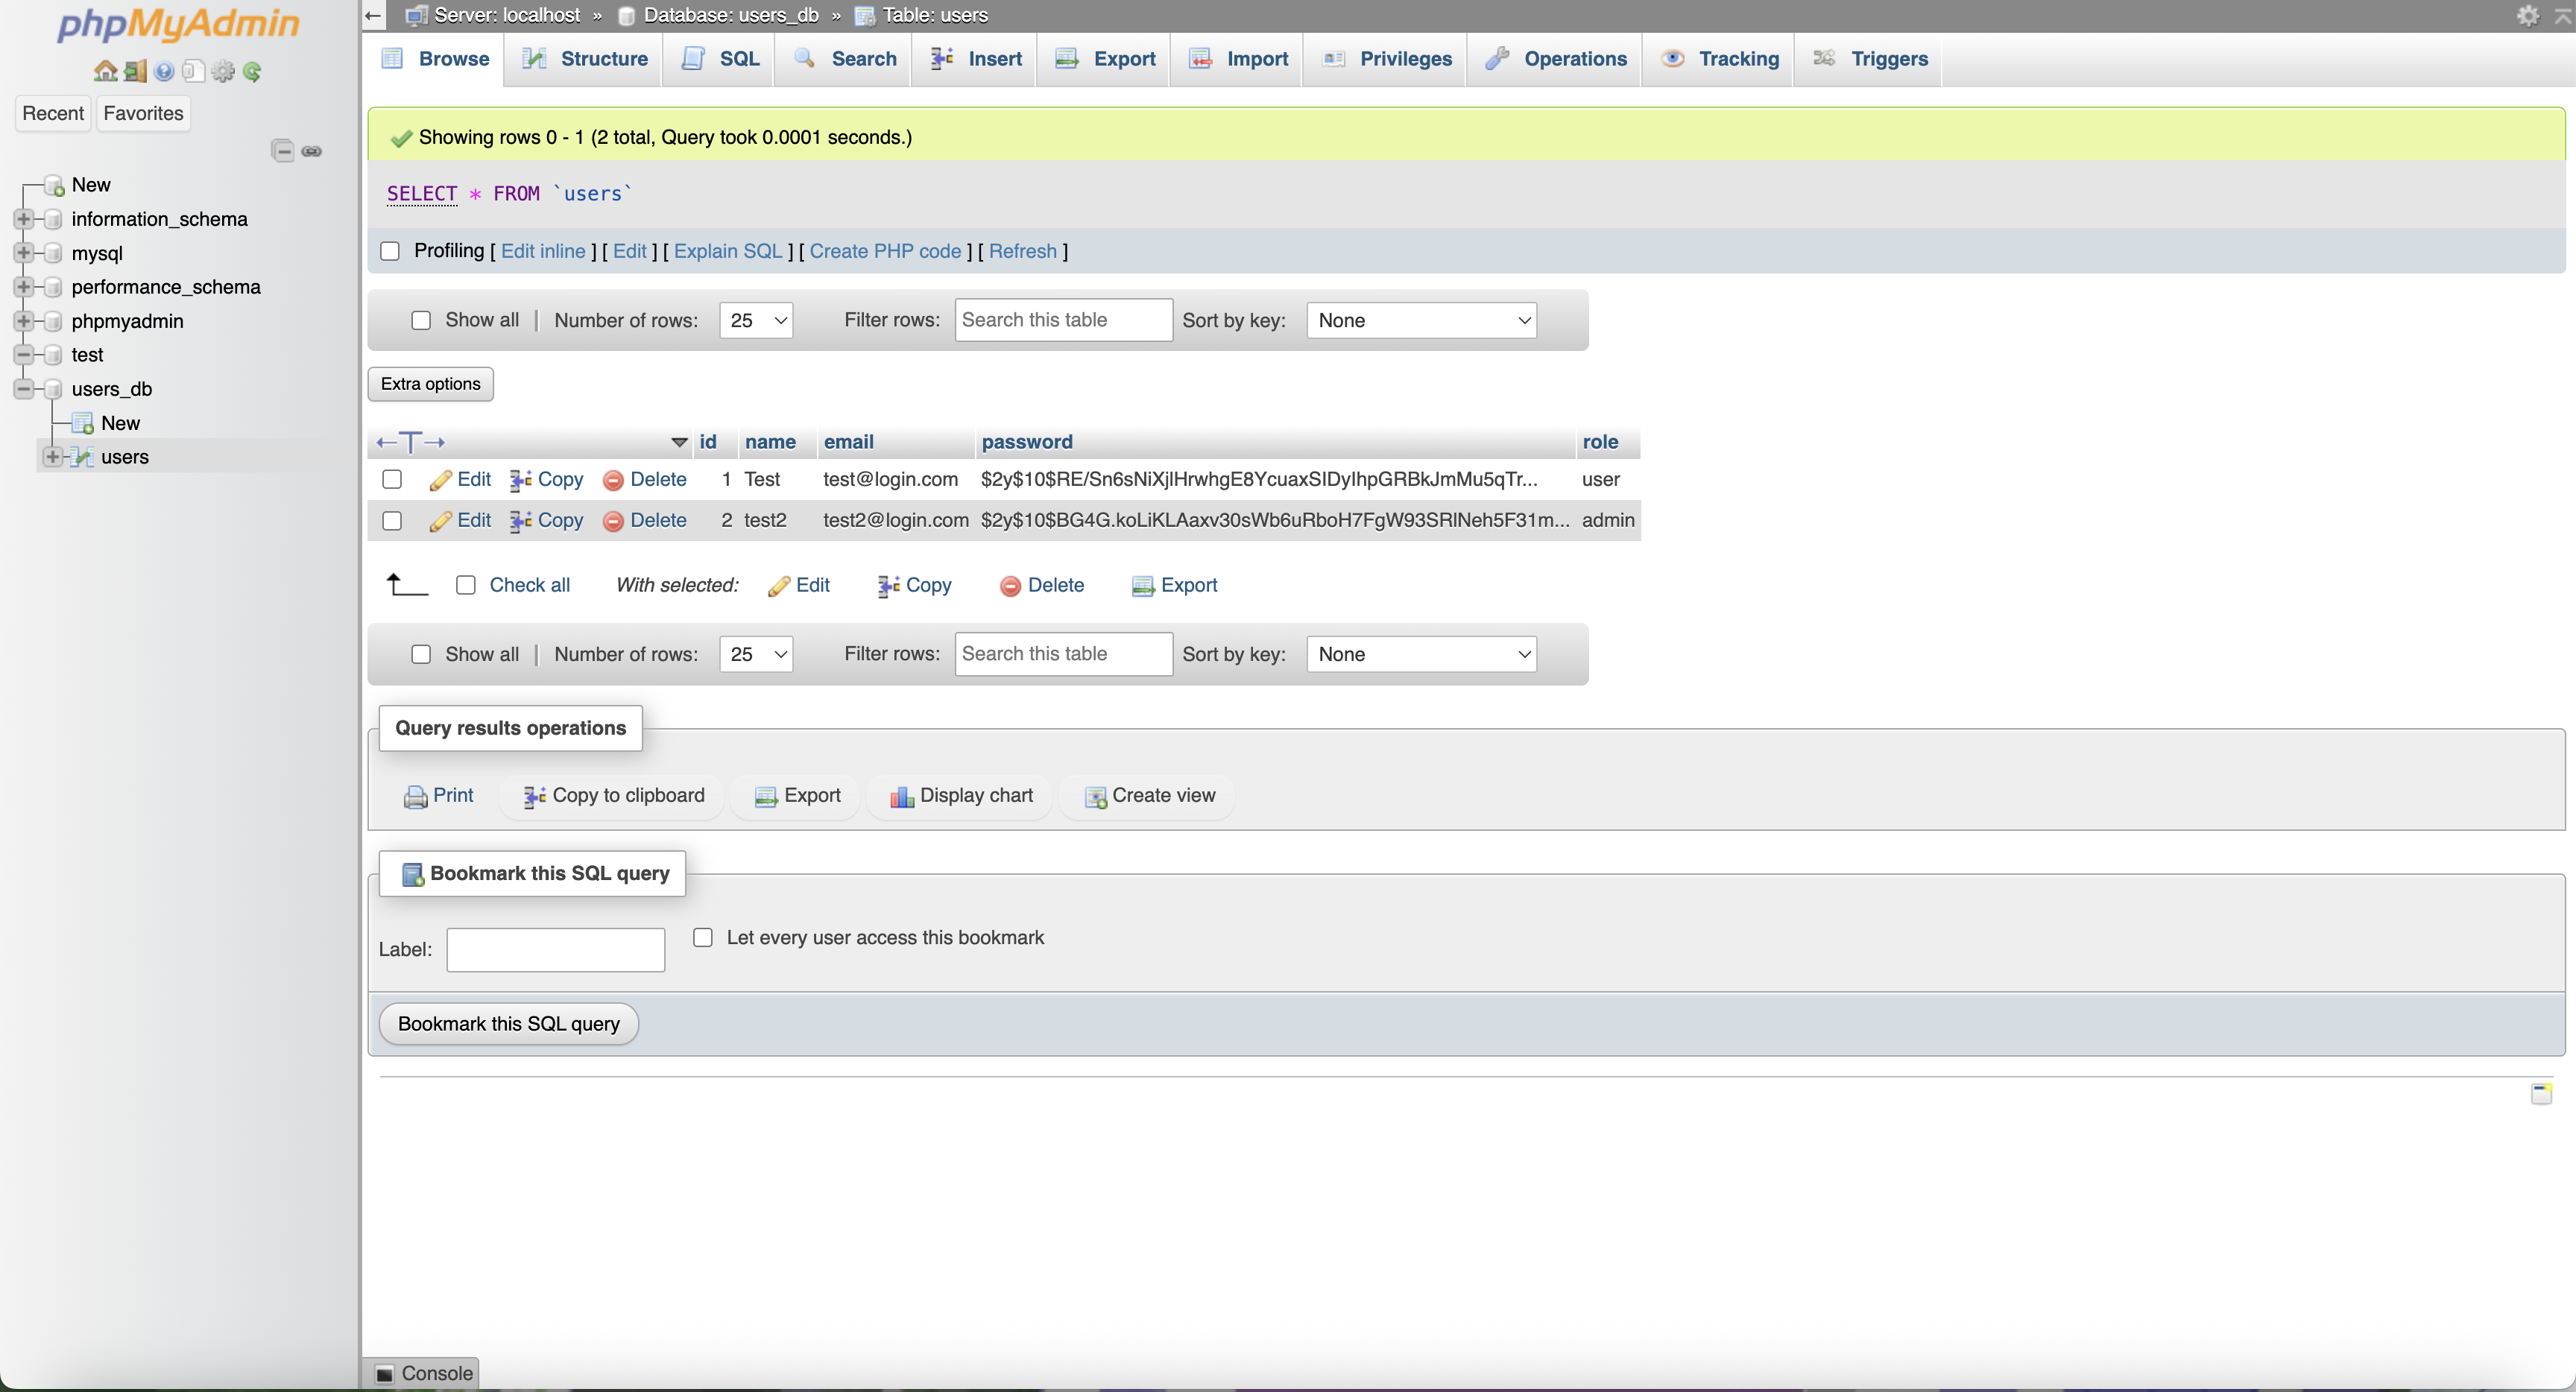 phpMyAdmin
Recent Favorites
New
information_schema
mysql
performance_schema
phpmyadmin
test
users_db
New
users
Server: localhost » Database: users_db » Table: users
Browse Structure SQL Search Insert Export Import Privileges Operations Tracking Triggers
Showing rows 0 - 1 (2 total, Query took 0.0001 seconds.)
SELECT * FROM `users`
Profiling [ Edit inline ] [ Edit ] [ Explain SQL ] [ Create PHP code ] [ Refresh ]
Show all | Number of rows: 25 Filter rows: Search this table Sort by key: None
Extra options
←T→ id name email password role
Edit Copy Delete 1 Test test@login.com $2y$10$RE/Sn6sNiXjlHrwhgE8YcuaxSIDyIhpGRBkJmMu5qTr... user
Edit Copy Delete 2 test2 test2@login.com $2y$10$BG4G.koLiKLAaxv30sWb6uRboH7FgW93SRlNeh5F31m... admin
Check all With selected: Edit Copy Delete Export
Show all | Number of rows: 25 Filter rows: Search this table Sort by key: None
Query results operations
Print Copy to clipboard Export Display chart Create view
Bookmark this SQL query
Label: Let every user access this bookmark
Bookmark this SQL query
Console